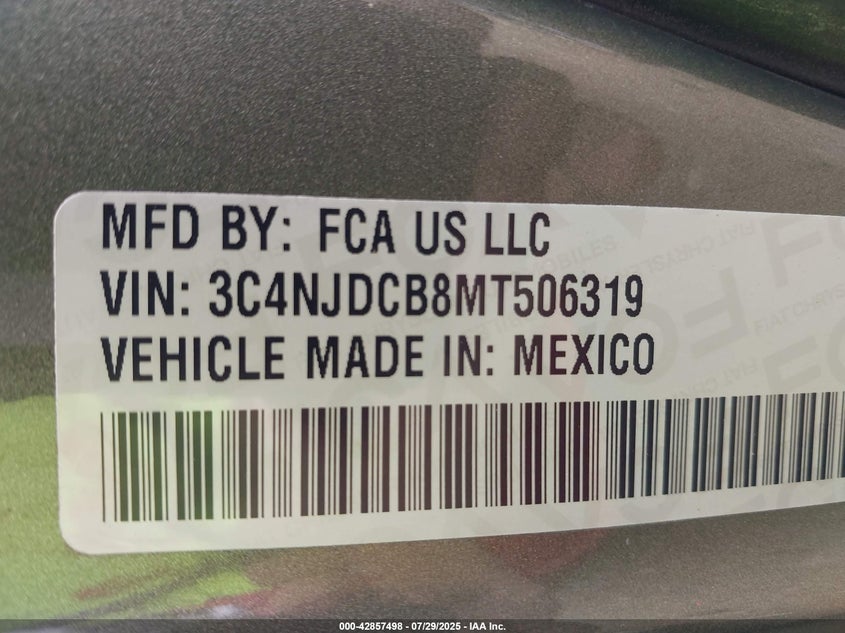 MFD BY: FCA US LLC
VIN: 3C4NJDCB8MT506319
VEHICLE MADE IN: MEXICO
000-42857498 - 07/29/2025 - IAA Inc.